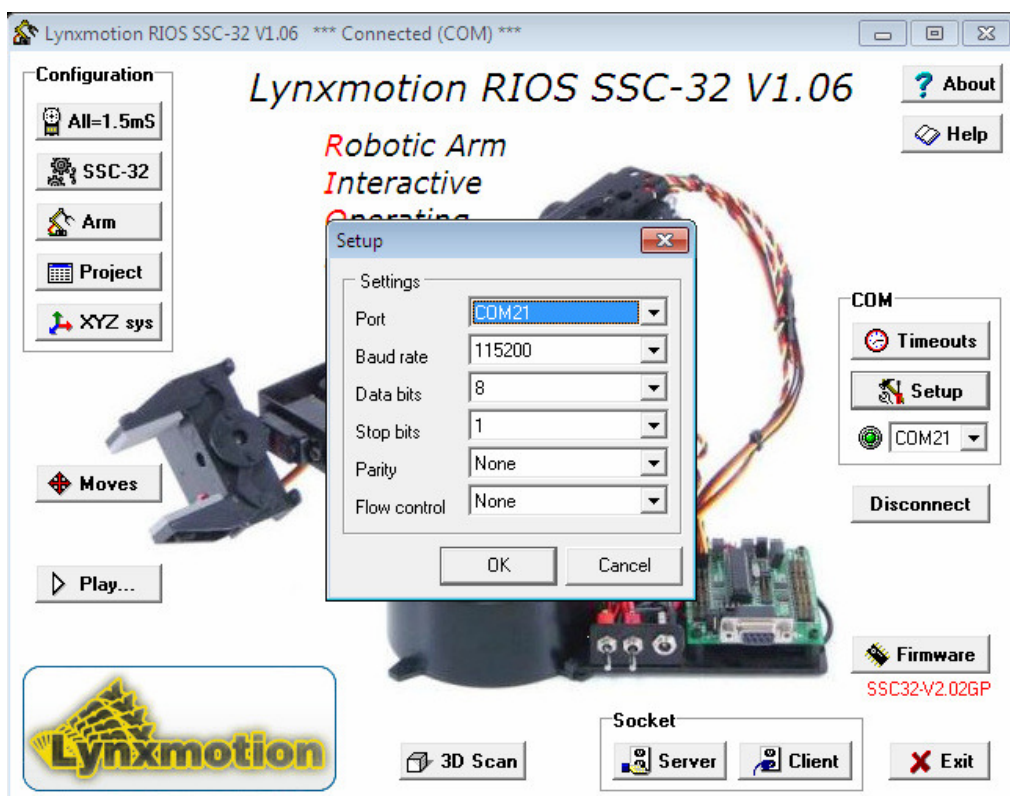 Lynxmotion RIOS SSC-32 V1.06 *** Connected (COM) ***
Configuration
All=1.5mS
SSC-32
Arm
Project
XYZ sys
Moves
Play...
Lynxmotion RIOS SSC-32 V1.06
Robotic Arm
Interactive
Operating
About
Help
Setup
Settings
Port
COM21
Baud rate
115200
Data bits
8
Stop bits
1
Parity
None
Flow control
None
OK
Cancel
COM
Timeouts
Setup
COM21
Disconnect
Firmware
SSC32-V2.02GP
Lynxmotion
3D Scan
Socket
Server
Client
Exit